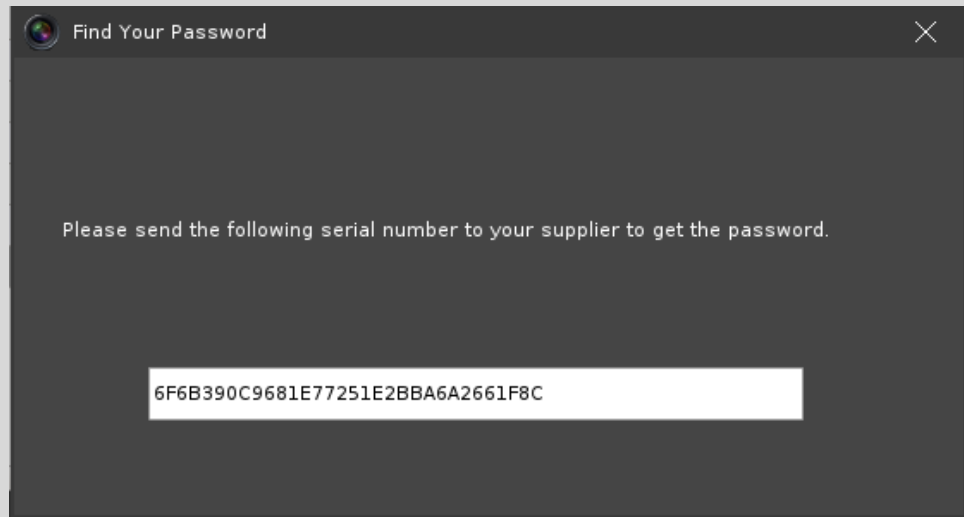 Find Your Password
Please send the following serial number to your supplier to get the password.
6F6B390C9681E77251E2BBA6A2661F8C